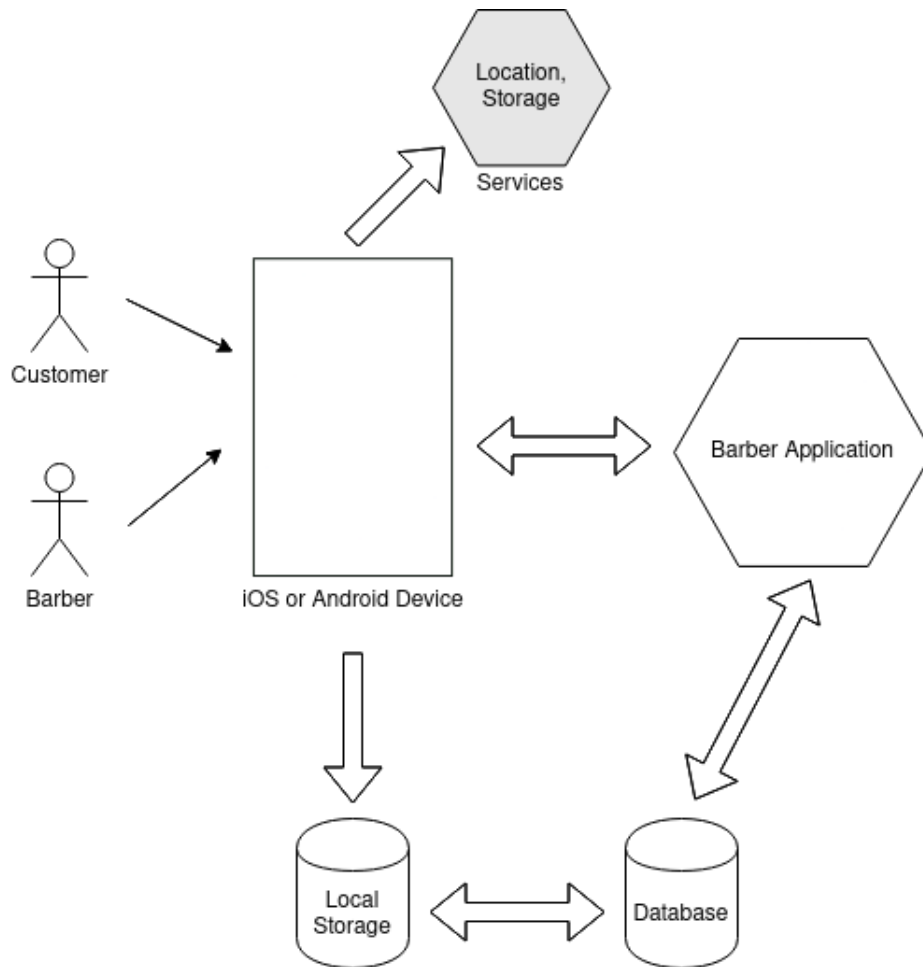 Location,
Storage
Services
Customer
Barber Application
Barber
iOS or Android Device
Local
Storage
Database